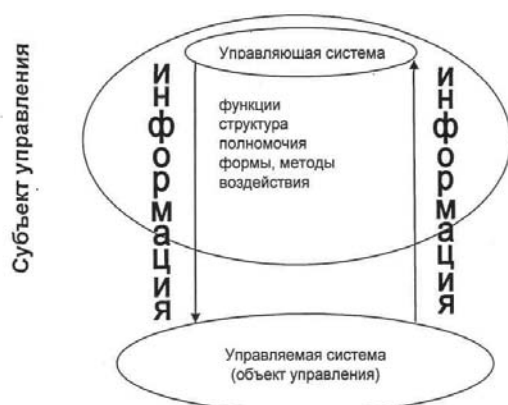 Субъект управления
Управляющая система
информация
функции
структура
полномочия
формы, методы
воздействия
информация
Управляемая система
(объект управления)